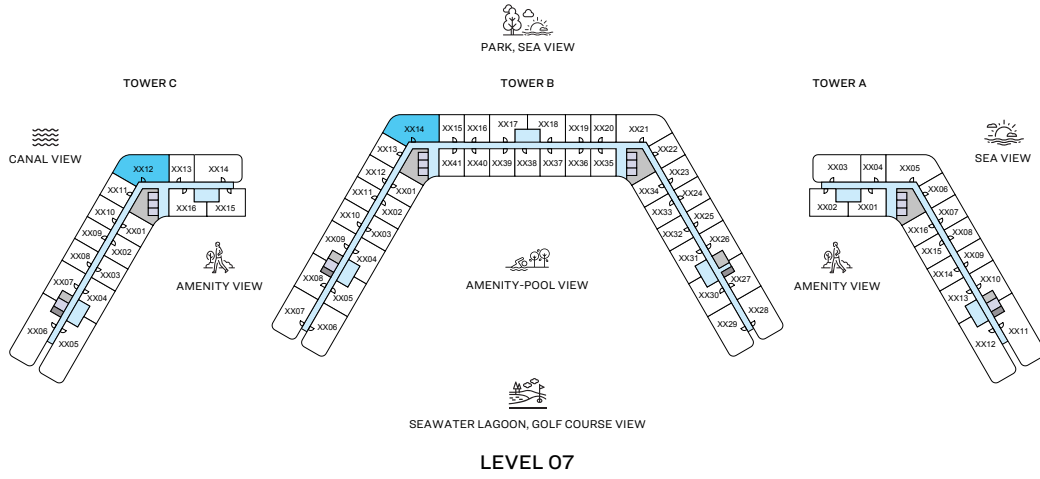 PARK, SEA VIEW
TOWER C
TOWER B
TOWER A
CANAL VIEW
SEA VIEW
XX12
XX13
XX14
XX11
XX10
XX09
XX08
XX07
XX06
XX01
XX02
XX03
XX04
XX05
XX16
XX15
AMENITY VIEW
XX14
XX15
XX16
XX17
XX18
XX19
XX20
XX21
XX13
XX12
XX11
XX10
XX09
XX08
XX07
XX41
XX40
XX39
XX38
XX37
XX36
XX35
XX01
XX02
XX03
XX04
XX05
XX06
XX22
XX23
XX24
XX25
XX26
XX27
XX28
XX34
XX33
XX32
XX31
XX30
XX29
AMENITY-POOL VIEW
XX03
XX04
XX05
XX02
XX01
XX06
XX07
XX08
XX09
XX10
XX11
XX16
XX15
XX14
XX13
XX12
AMENITY VIEW
SEAWATER LAGOON, GOLF COURSE VIEW
LEVEL 07